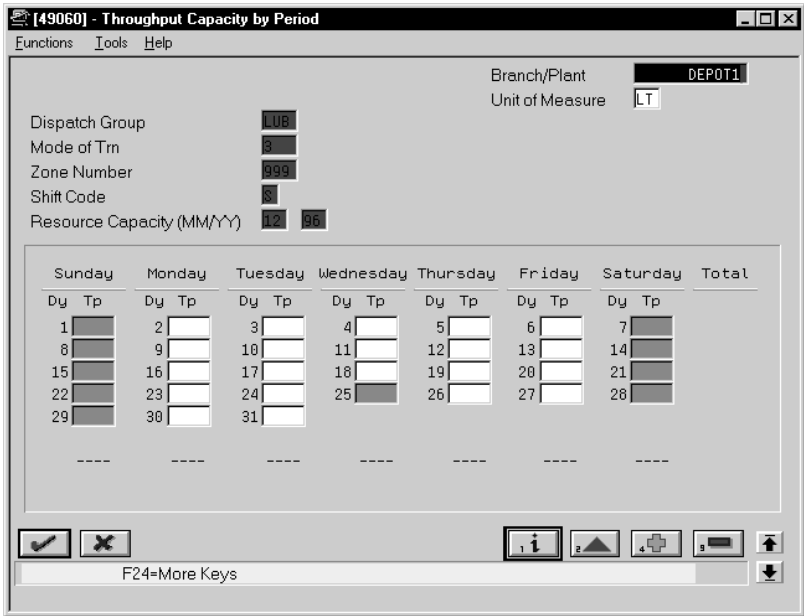 [49060] - Throughput Capacity by Period
Functions Tools Help
Branch/Plant DEPOT1
Unit of Measure LT
Dispatch Group LUB
Mode of Trn 3
Zone Number 999
Shift Code S
Resource Capacity (MM/YY) 12 96
Sunday Monday Tuesday Wednesday Thursday Friday Saturday Total
Dy Tp Dy Tp Dy Tp Dy Tp Dy Tp Dy Tp Dy Tp
1 2 3 4 5 6 7
8 9 10 11 12 13 14
15 16 17 18 19 20 21
22 23 24 25 26 27 28
29 30 31
---- ---- ---- ---- ---- ---- ----
1 i 2 4 9
F24=More Keys